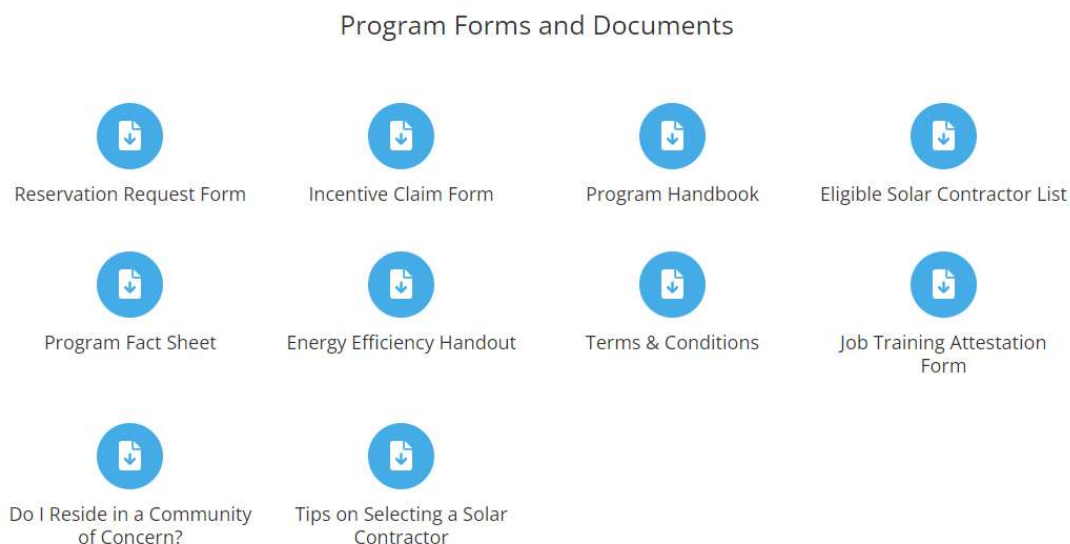 Program Forms and Documents
Reservation Request Form
Incentive Claim Form
Program Handbook
Eligible Solar Contractor List
Program Fact Sheet
Energy Efficiency Handout
Terms & Conditions
Job Training Attestation
Form
Do I Reside in a Community
of Concern?
Tips on Selecting a Solar
Contractor